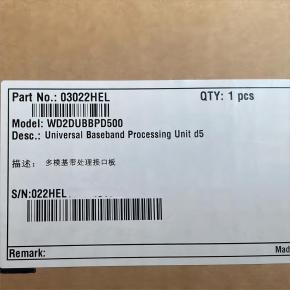 Part No.: 03022HEL QTY: 1 pcs
Model: WD2DUBBPD500
Desc.: Universal Baseband Processing Unit d5
描述: 多模基带处理接口板
S/N:022HEL
Remark: Mad